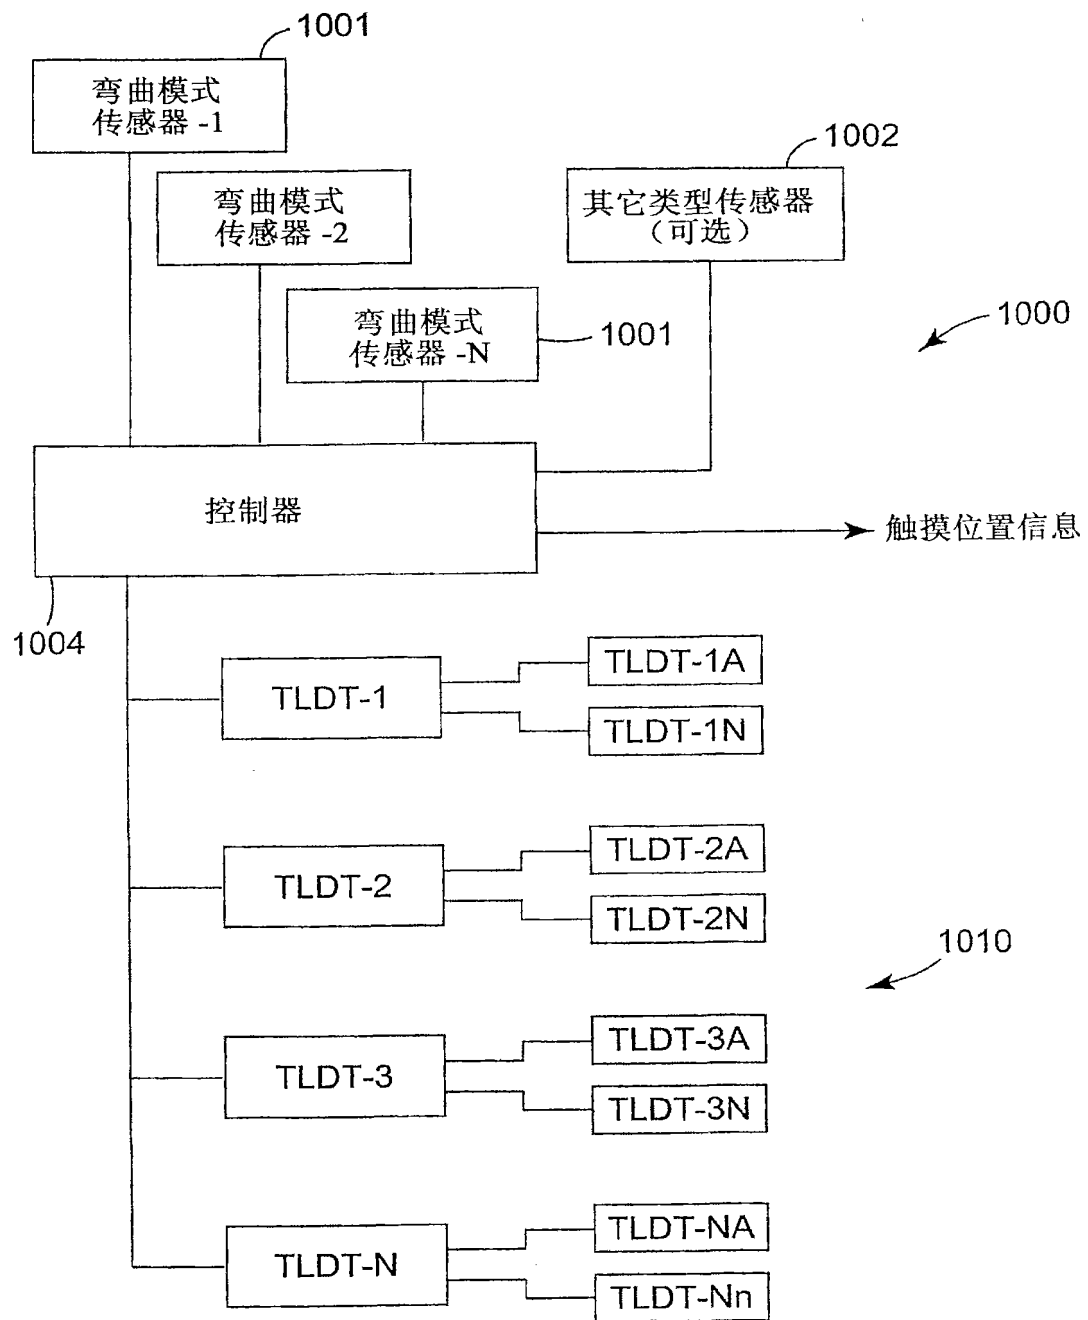 1001
弯曲模式
传感器 -1
1002
弯曲模式
传感器 -2
其它类型传感器
（可选）
1000
弯曲模式
传感器 -N
1001
控制器
触摸位置信息
1004
TLDT-1
TLDT-1A
TLDT-1N
TLDT-2
TLDT-2A
TLDT-2N
1010
TLDT-3
TLDT-3A
TLDT-3N
TLDT-N
TLDT-NA
TLDT-Nn